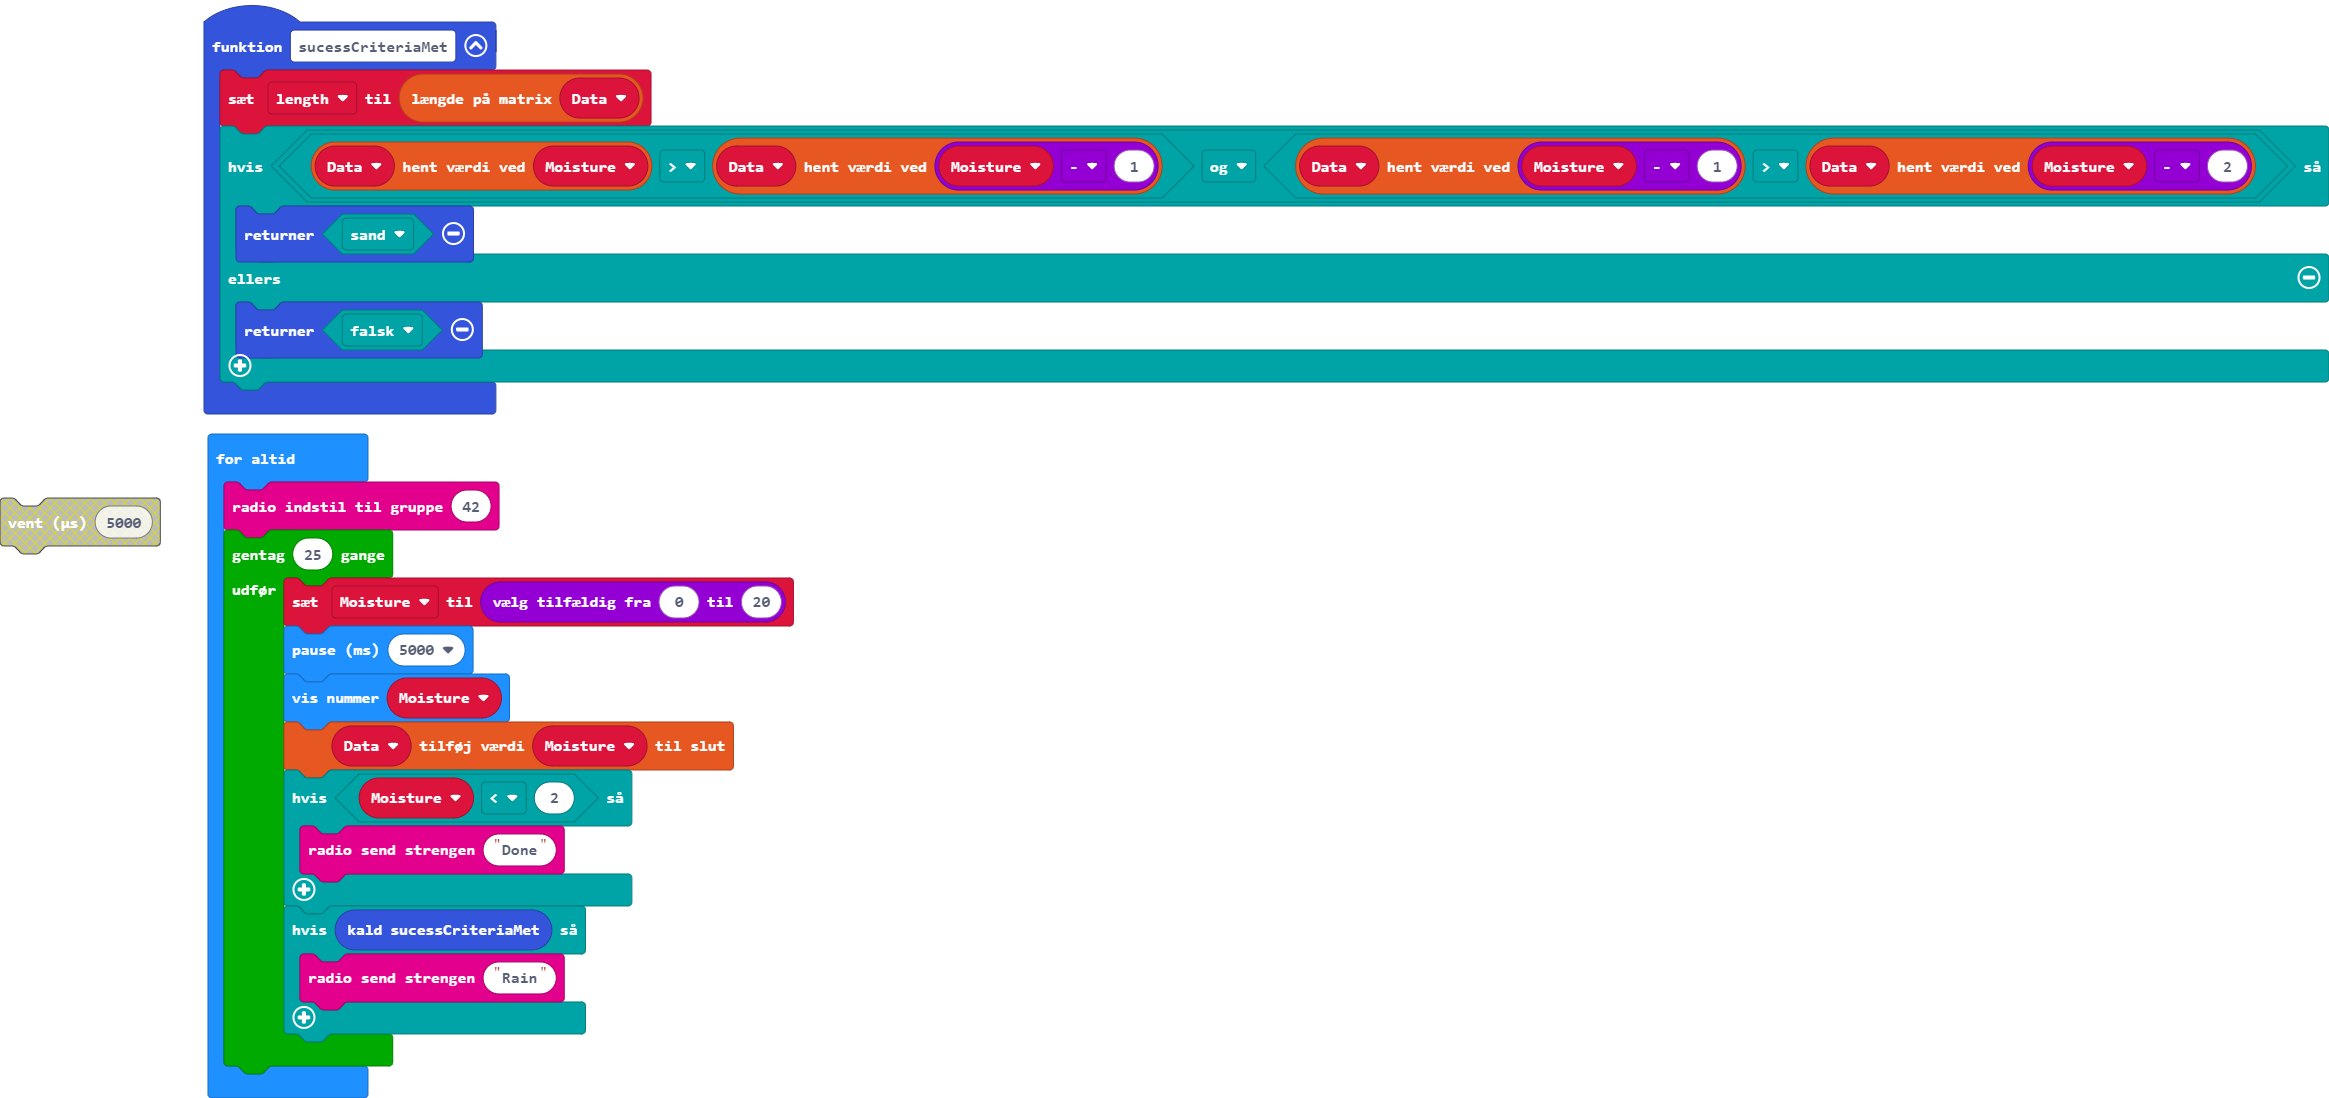 funktion sucessCriteriaMet
sæt length til længde på matrix Data
hvis Data hent værdi ved Moisture > Data hent værdi ved Moisture - 1 og Data hent værdi ved Moisture - 1 > Data hent værdi ved Moisture - 2 så
returner sand
ellers
returner falsk
for altid
radio indstil til gruppe 42
vent (µs) 5000
gentag 25 gange
udfør sæt Moisture til vælg tilfældig fra 0 til 20
pause (ms) 5000
vis nummer Moisture
Data tilføj værdi Moisture til slut
hvis Moisture < 2 så
radio send strengen "Done"
hvis kald sucessCriteriaMet så
radio send strengen "Rain"